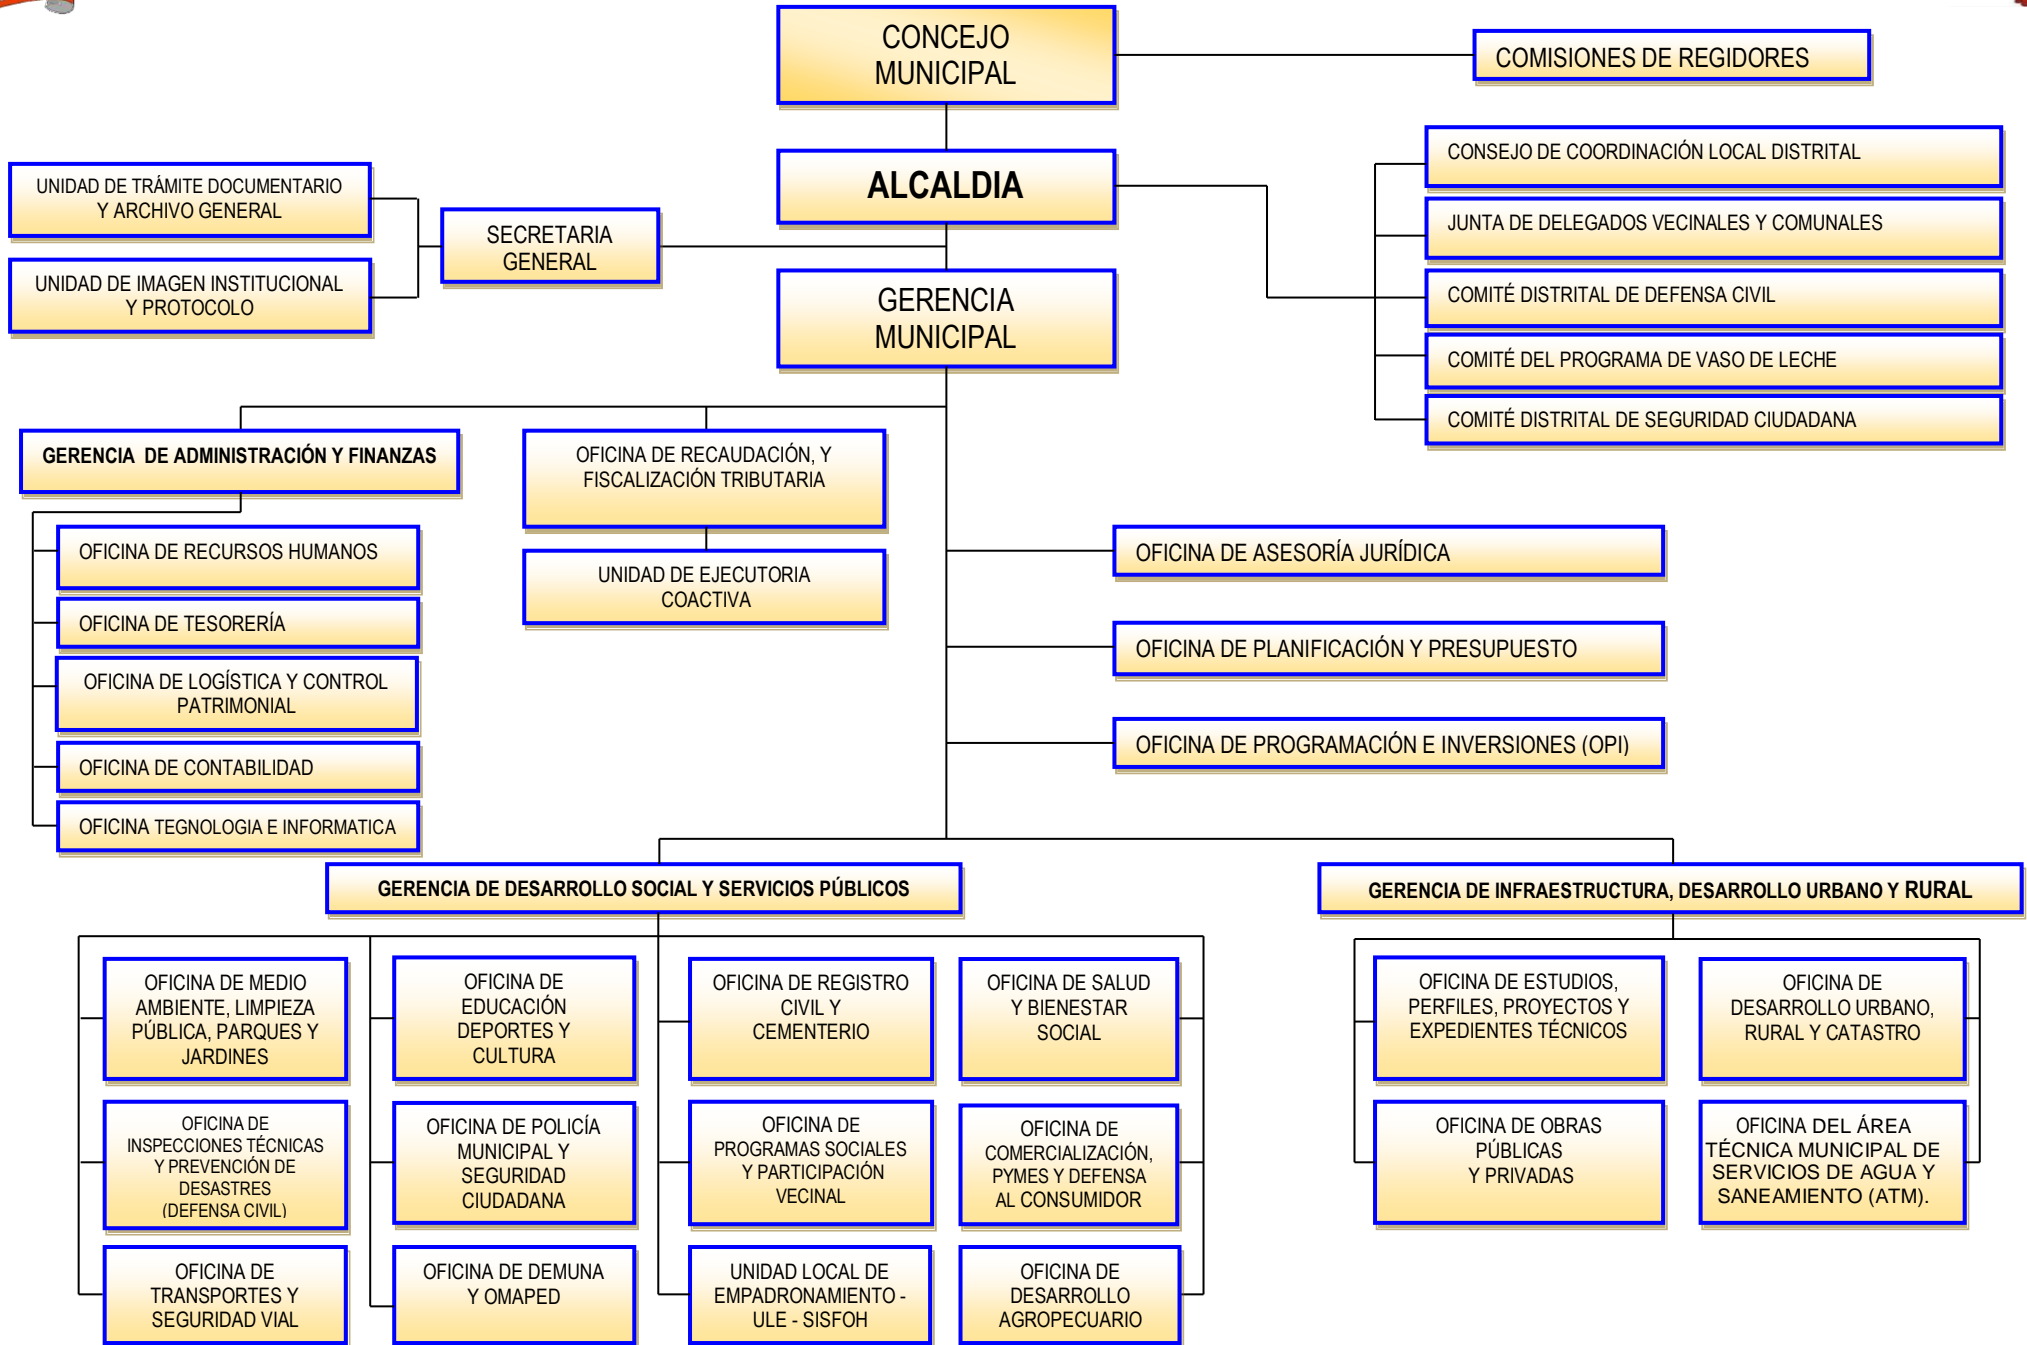 CONCEJO
MUNICIPAL
COMISIONES DE REGIDORES
ALCALDIA
CONSEJO DE COORDINACIÓN LOCAL DISTRITAL
JUNTA DE DELEGADOS VECINALES Y COMUNALES
COMITÉ DISTRITAL DE DEFENSA CIVIL
COMITÉ DEL PROGRAMA DE VASO DE LECHE
COMITÉ DISTRITAL DE SEGURIDAD CIUDADANA
UNIDAD DE TRÁMITE DOCUMENTARIO
Y ARCHIVO GENERAL
UNIDAD DE IMAGEN INSTITUCIONAL
Y PROTOCOLO
SECRETARIA
GENERAL
GERENCIA
MUNICIPAL
GERENCIA  DE ADMINISTRACIÓN Y FINANZAS
OFICINA DE RECURSOS HUMANOS
OFICINA DE TESORERÍA
OFICINA DE LOGÍSTICA Y CONTROL
PATRIMONIAL
OFICINA DE CONTABILIDAD
OFICINA TEGNOLOGIA E INFORMATICA
OFICINA DE RECAUDACIÓN, Y
FISCALIZACIÓN TRIBUTARIA
UNIDAD DE EJECUTORIA
COACTIVA
OFICINA DE ASESORÍA JURÍDICA
OFICINA DE PLANIFICACIÓN Y PRESUPUESTO
OFICINA DE PROGRAMACIÓN E INVERSIONES (OPI)
GERENCIA DE DESARROLLO SOCIAL Y SERVICIOS PÚBLICOS
OFICINA DE MEDIO
AMBIENTE, LIMPIEZA
PÚBLICA, PARQUES Y
JARDINES
OFICINA DE
EDUCACIÓN
DEPORTES Y
CULTURA
OFICINA DE REGISTRO
CIVIL Y
CEMENTERIO
OFICINA DE SALUD
Y BIENESTAR
SOCIAL
OFICINA DE
INSPECCIONES TÉCNICAS
Y PREVENCIÓN DE
DESASTRES
(DEFENSA CIVIL)
OFICINA DE POLICÍA
MUNICIPAL Y
SEGURIDAD
CIUDADANA
OFICINA DE
PROGRAMAS SOCIALES
Y PARTICIPACIÓN
VECINAL
OFICINA DE
COMERCIALIZACIÓN,
PYMES Y DEFENSA
AL CONSUMIDOR
OFICINA DE
TRANSPORTES Y
SEGURIDAD VIAL
OFICINA DE DEMUNA
Y OMAPED
UNIDAD LOCAL DE
EMPADRONAMIENTO -
ULE - SISFOH
OFICINA DE
DESARROLLO
AGROPECUARIO
GERENCIA DE INFRAESTRUCTURA, DESARROLLO URBANO Y RURAL
OFICINA DE ESTUDIOS,
PERFILES, PROYECTOS Y
EXPEDIENTES TÉCNICOS
OFICINA DE
DESARROLLO URBANO,
RURAL Y CATASTRO
OFICINA DE OBRAS
PÚBLICAS
Y PRIVADAS
OFICINA DEL ÁREA
TÉCNICA MUNICIPAL DE
SERVICIOS DE AGUA Y
SANEAMIENTO (ATM).